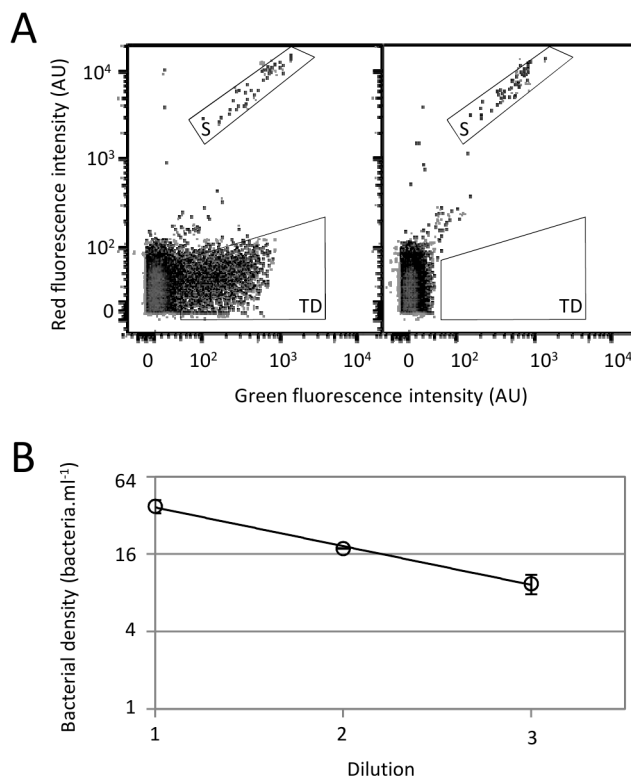 A
Red fluorescence intensity (AU)
10⁴
10³
10²
0
S
TD
S
TD
0 10² 10³ 10⁴ 0 10² 10³ 10⁴
Green fluorescence intensity (AU)
B
Bacterial density (bacteria.ml⁻¹)
64
16
4
1
1 2 3
Dilution